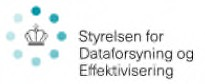 Styrelsen for
Dataforsyning og
Effektivisering